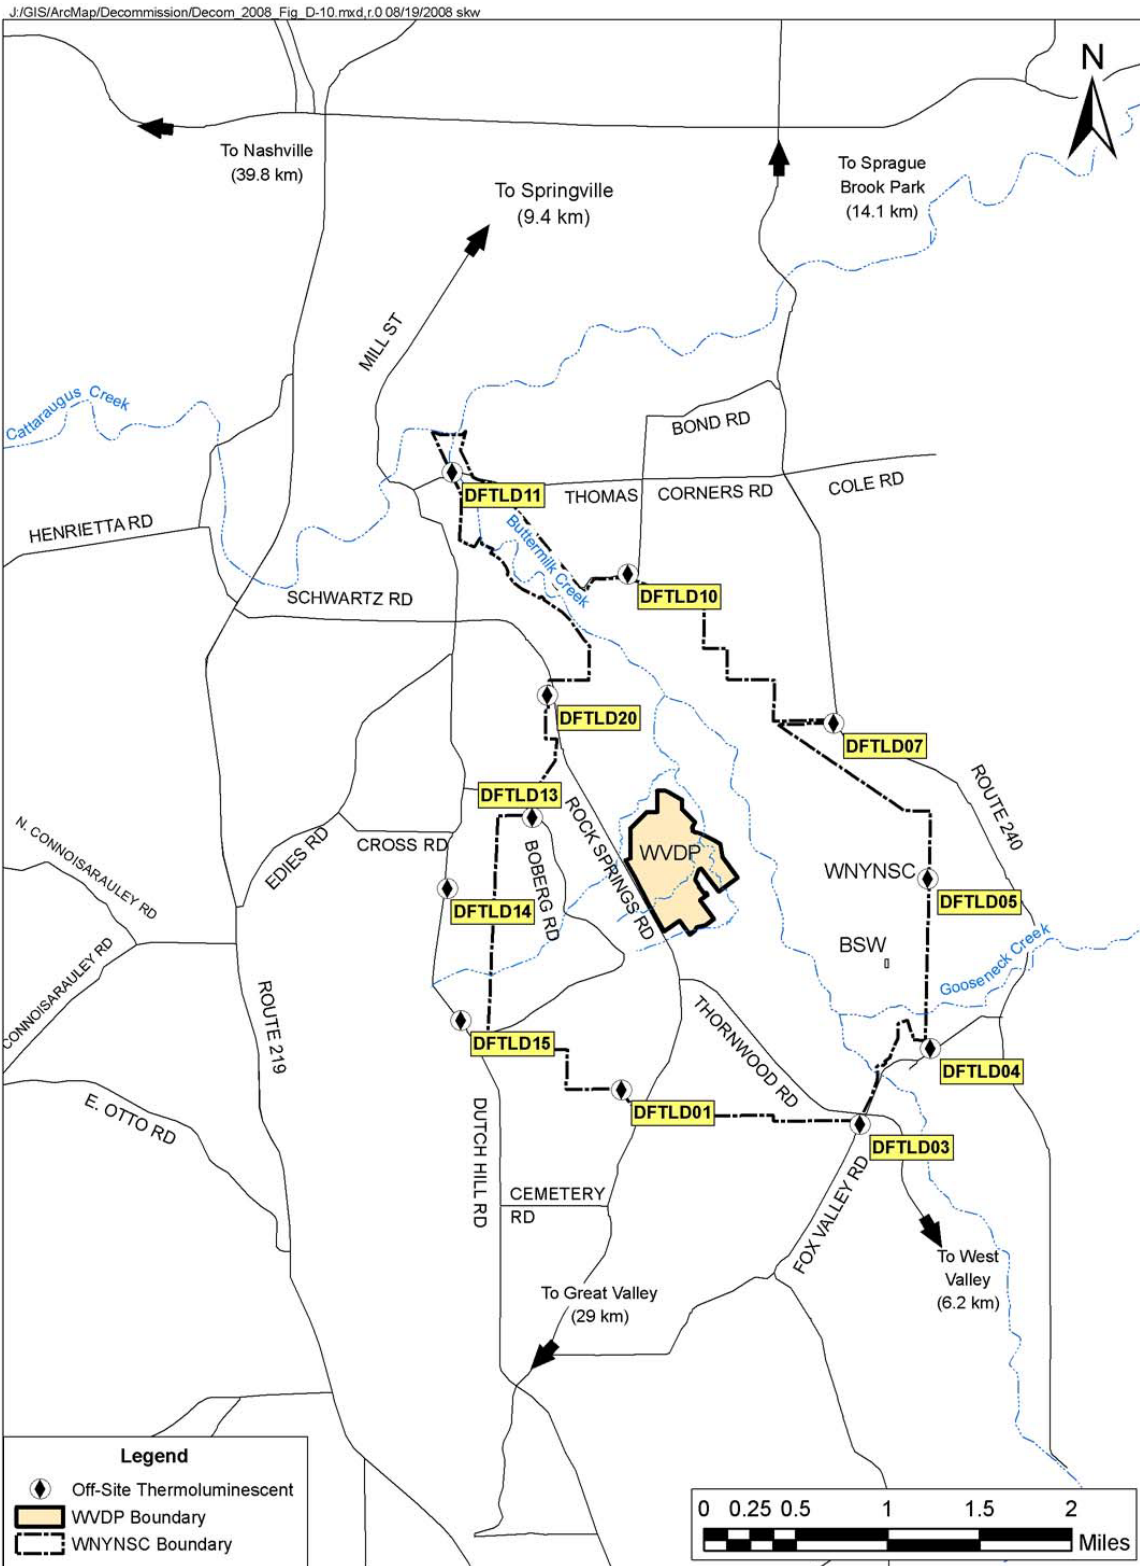 J:/GIS/ArcMap/Decommission/Decom_2008_Fig_D-10.mxd,r.0 08/19/2008 skw
N
To Nashville
(39.8 km)
To Springville
(9.4 km)
To Sprague
Brook Park
(14.1 km)
MILL ST
Cattaraugus Creek
BOND RD
DFTLD11
THOMAS
CORNERS RD
COLE RD
HENRIETTA RD
Buttermilk Creek
SCHWARTZ RD
DFTLD10
DFTLD20
DFTLD07
DFTLD13
ROCK SPRINGS RD
ROUTE 240
N. CONNOISARAULEY RD
EDIES RD
CROSS RD
BOBERG RD
WVDP
WNYNSC
DFTLD05
DFTLD14
BSW
CONNOISARAULEY RD
Gooseneck Creek
ROUTE 219
THORNWOOD RD
DFTLD15
DFTLD04
E. OTTO RD
DFTLD01
DUTCH HILL RD
DFTLD03
CEMETERY
RD
FOX VALLEY RD
To West
Valley
(6.2 km)
To Great Valley
(29 km)
Legend
Off-Site Thermoluminescent
WVDP Boundary
WNYNSC Boundary
0 0.25 0.5 1 1.5 2
Miles